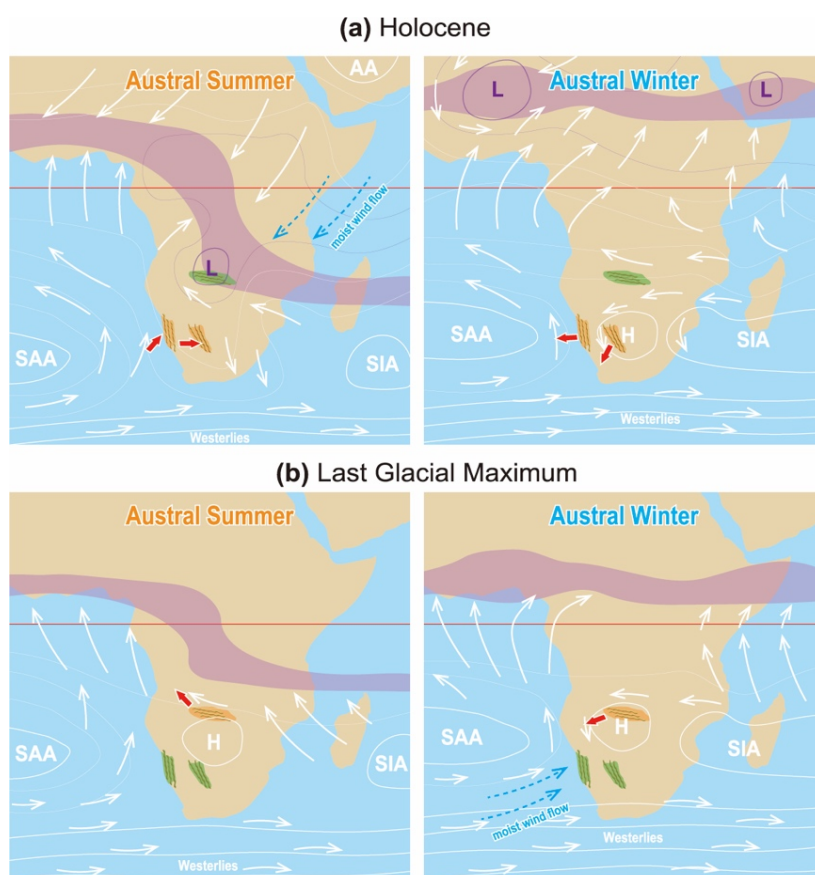 (a) Holocene
Austral Summer
AA
moist wind flow
L
SAA
SIA
Westerlies
Austral Winter
L
L
SAA
H
SIA
Westerlies
(b) Last Glacial Maximum
Austral Summer
H
SAA
SIA
Westerlies
Austral Winter
SAA
H
SIA
moist wind flow
Westerlies